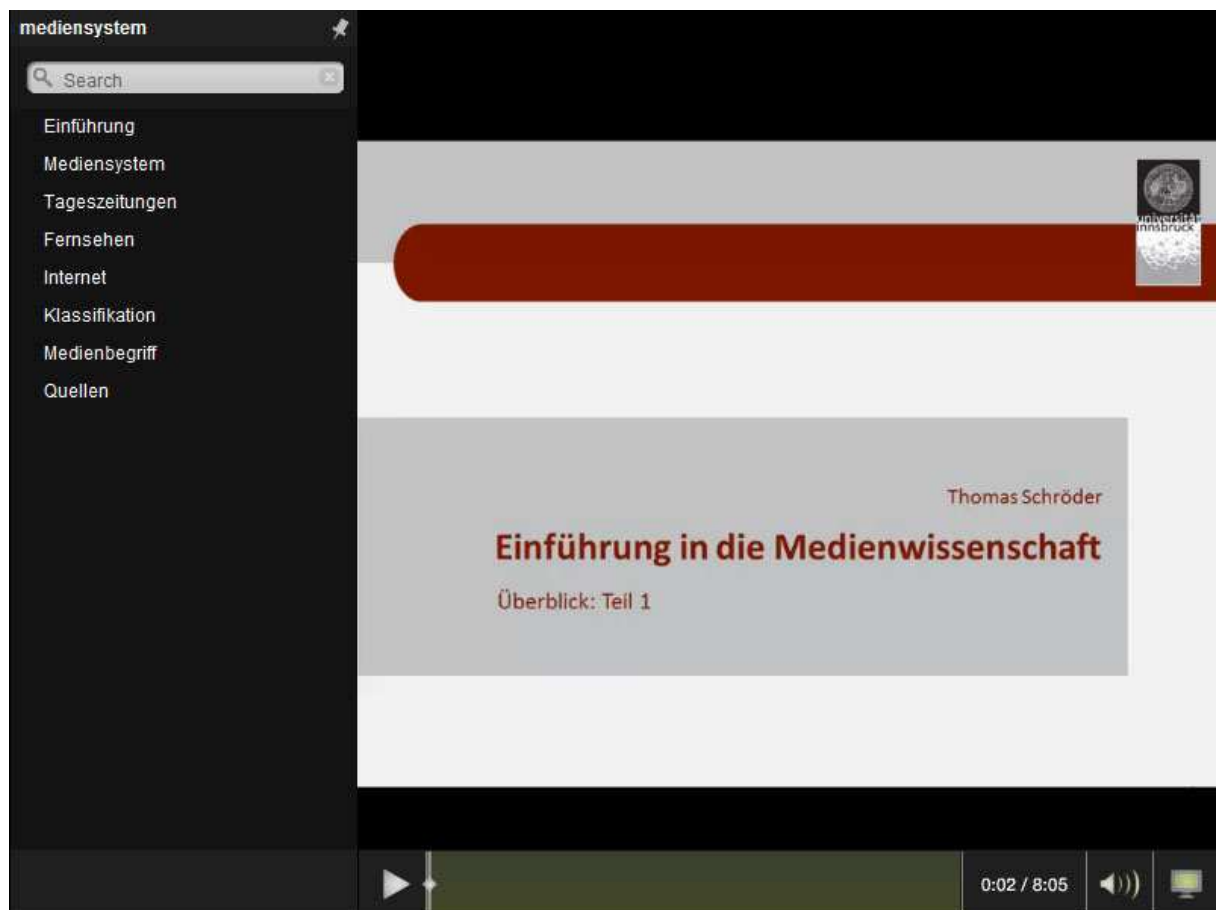 mediensystem
Search
Einführung
Mediensystem
Tageszeitungen
Fernsehen
Internet
Klassifikation
Medienbegriff
Quellen
universität
innsbruck
Thomas Schröder
Einführung in die Medienwissenschaft
Überblick: Teil 1
0:02 / 8:05